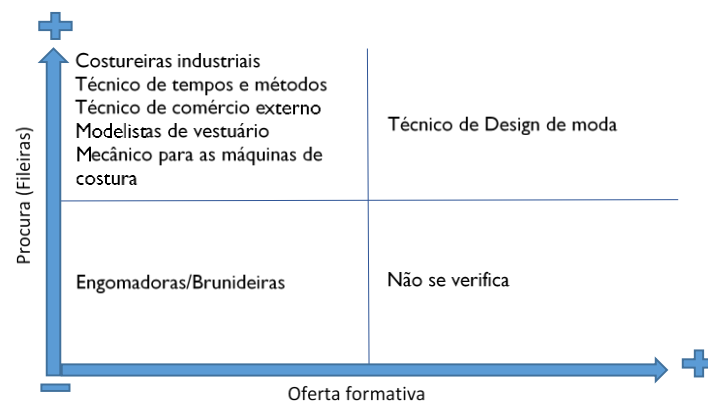 Costureiras industriais
Técnico de tempos e métodos
Técnico de comércio externo
Modelistas de vestuário
Mecânico para as máquinas de
costura
Técnico de Design de moda
Procura (Fileiras)
Engomadoras/Brunideiras
Não se verifica
Oferta formativa